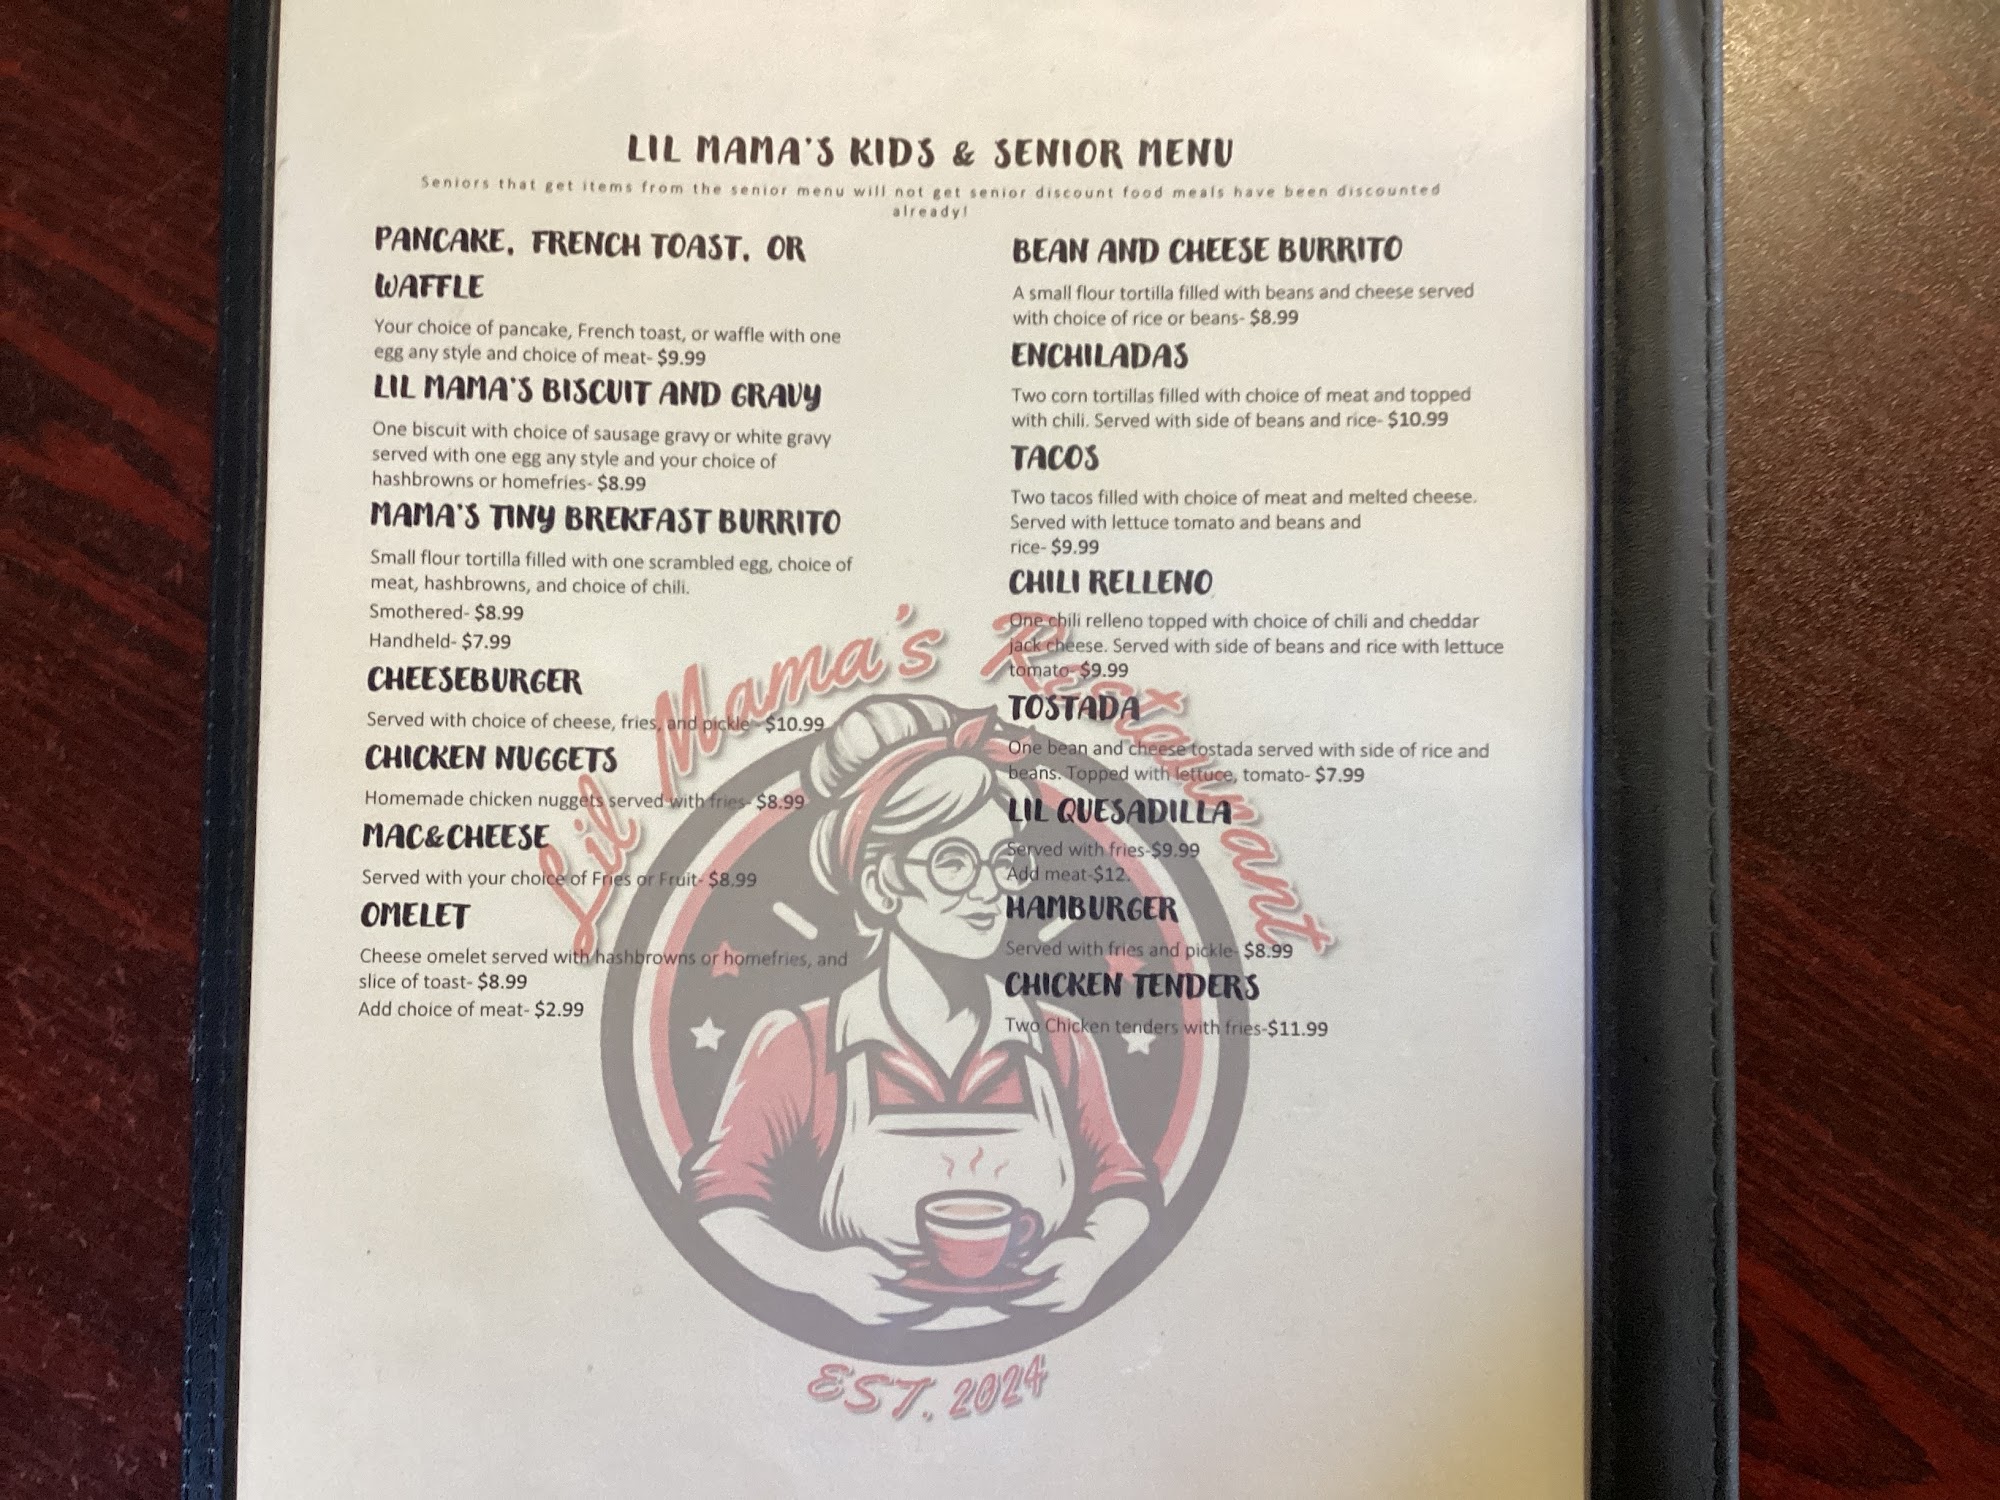 LIL MAMA'S KIDS & SENIOR MENU
Seniors that get items from the senior menu will not get senior discount food meals have been discounted
already!
PANCAKE, FRENCH TOAST, OR
WAFFLE
Your choice of pancake, French toast, or waffle with one
egg any style and choice of meat- $9.99
LIL MAMA'S BISCUIT AND GRAVY
One biscuit with choice of sausage gravy or white gravy
served with one egg any style and your choice of
hashbrowns or homefries- $8.99
MAMA'S TINY BREKFAST BURRITO
Small flour tortilla filled with one scrambled egg, choice of
meat, hashbrowns, and choice of chili.
Smothered- $8.99
Handheld- $7.99
CHEESEBURGER
Served with choice of cheese, fries, and pickle- $10.99
CHICKEN NUGGETS
Homemade chicken nuggets served with fries- $8.99
MAC&CHEESE
Served with your choice of Fries or Fruit- $8.99
OMELET
Cheese omelet served with hashbrowns or homefries, and
slice of toast- $8.99
Add choice of meat- $2.99
BEAN AND CHEESE BURRITO
A small flour tortilla filled with beans and cheese served
with choice of rice or beans- $8.99
ENCHILADAS
Two corn tortillas filled with choice of meat and topped
with chili. Served with side of beans and rice- $10.99
TACOS
Two tacos filled with choice of meat and melted cheese.
Served with lettuce tomato and beans and
rice- $9.99
CHILI RELLENO
One chili relleno topped with choice of chili and cheddar
jack cheese. Served with side of beans and rice with lettuce
tomato- $9.99
TOSTADA
One bean and cheese tostada served with side of rice and
beans. Topped with lettuce, tomato- $7.99
LIL QUESADILLA
Served with fries-$9.99
Add meat-$12.
HAMBURGER
Served with fries and pickle- $8.99
CHICKEN TENDERS
Two Chicken tenders with fries-$11.99
Lil Mama's Restaurant
EST. 2024